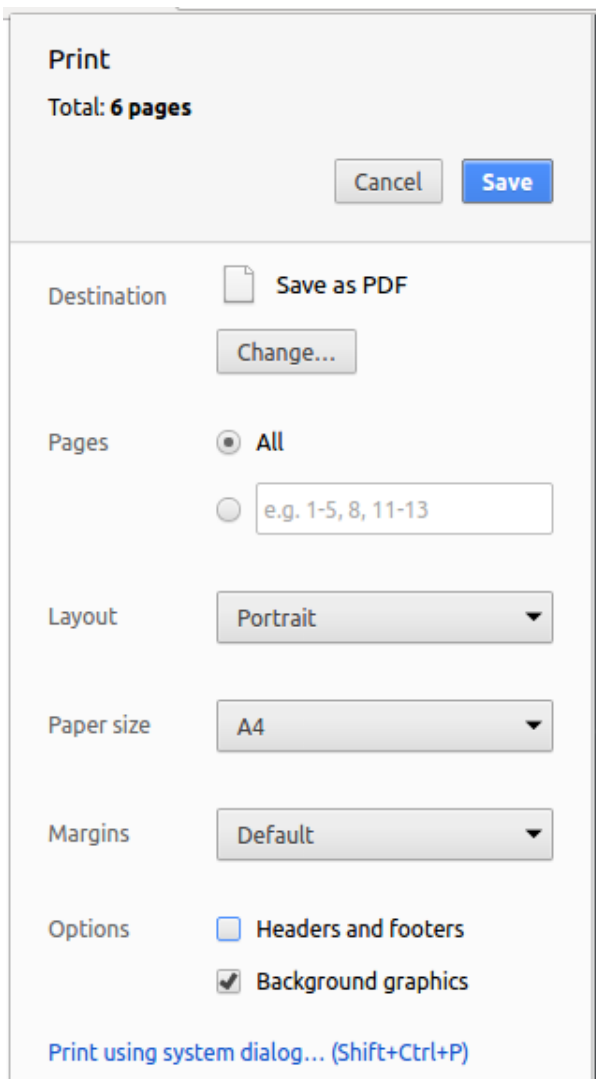 Print
Total: 6 pages
Cancel Save
Destination Save as PDF
Change...
Pages All
e.g. 1-5, 8, 11-13
Layout Portrait
Paper size A4
Margins Default
Options Headers and footers
Background graphics
Print using system dialog... (Shift+Ctrl+P)